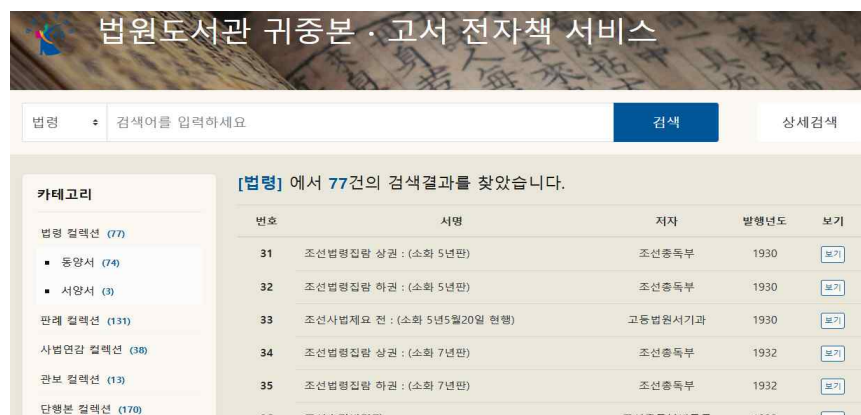 법원도서관 귀중본 · 고서 전자책 서비스
법령 검색어를 입력하세요 검색 상세검색
카테고리
법령 컬렉션 (77)
동양서 (74)
서양서 (3)
판례 컬렉션 (131)
사법연감 컬렉션 (38)
관보 컬렉션 (13)
단행본 컬렉션 (170)
[법령] 에서 77건의 검색결과를 찾았습니다.
번호 서명 저자 발행년도 보기
31 조선법령집람 상권 : (소화 5년판) 조선총독부 1930 보기
32 조선법령집람 하권 : (소화 5년판) 조선총독부 1930 보기
33 조선사법제요 전 : (소화 5년5월20일 현행) 고등법원서기과 1930 보기
34 조선법령집람 상권 : (소화 7년판) 조선총독부 1932 보기
35 조선법령집람 하권 : (소화 7년판) 조선총독부 1932 보기